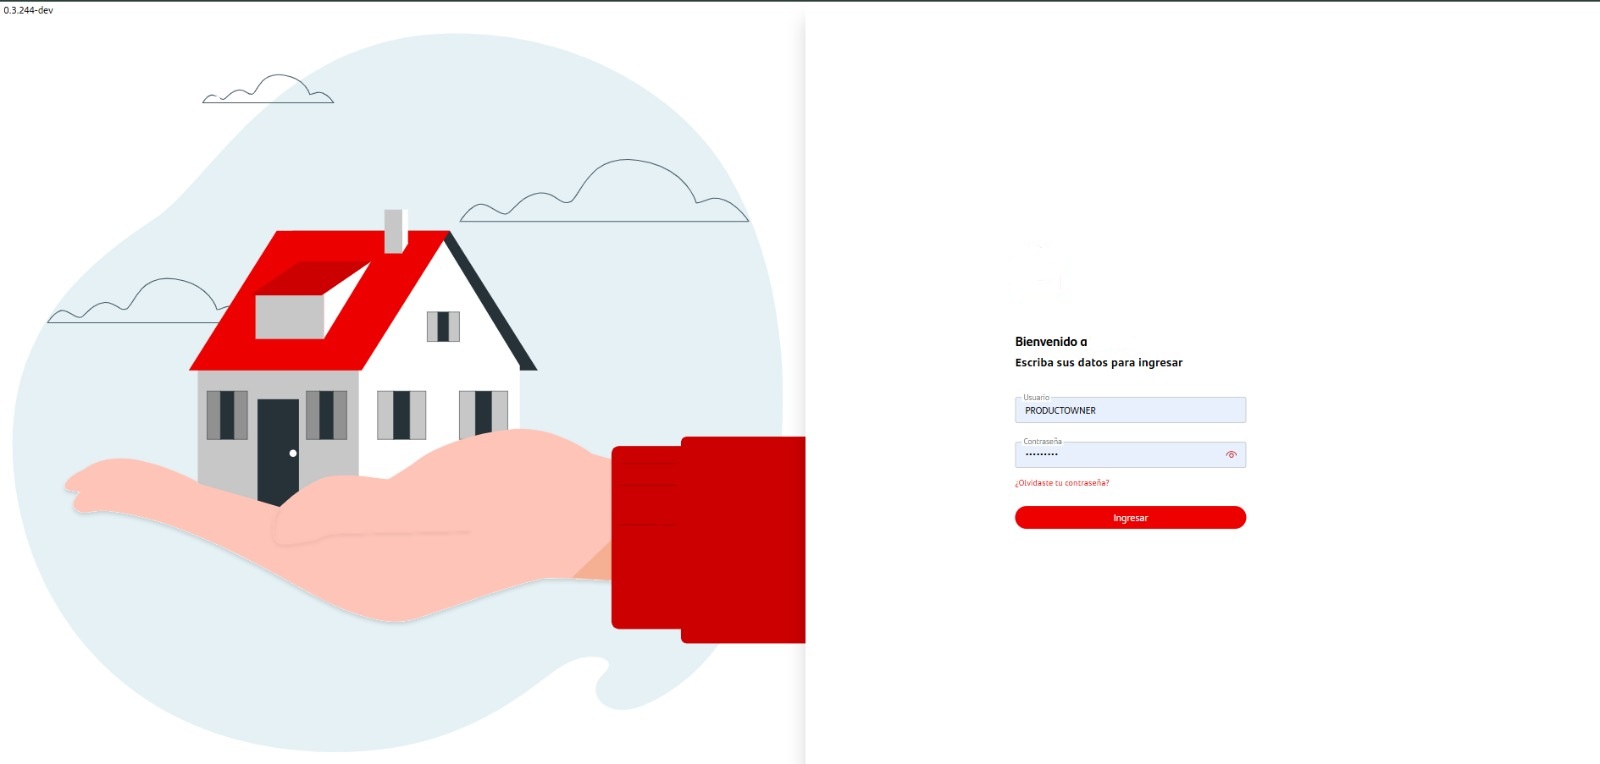 0.3.244-dev
Bienvenido a
Escriba sus datos para ingresar
Usuario
PRODUCTOWNER
Contraseña
•••••••••
¿Olvidaste tu contraseña?
Ingresar